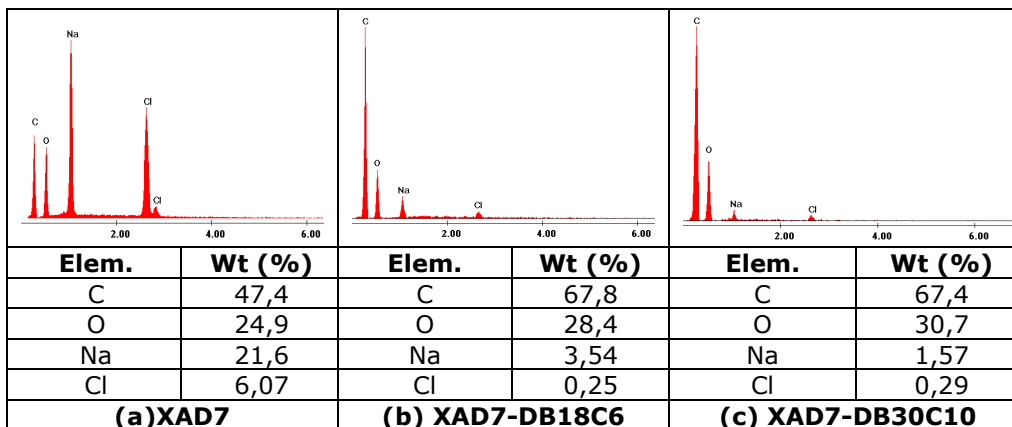 Na
Cl
C
O
Cl
2.00 4.00 6.00
C
O
Na
Cl
2.00 4.00 6.00
C
O
Na
Cl
2.00 4.00 6.00
Elem. Wt (%) Elem. Wt (%) Elem. Wt (%)
C 47,4 C 67,8 C 67,4
O 24,9 O 28,4 O 30,7
Na 21,6 Na 3,54 Na 1,57
Cl 6,07 Cl 0,25 Cl 0,29
(a)XAD7 (b) XAD7-DB18C6 (c) XAD7-DB30C10